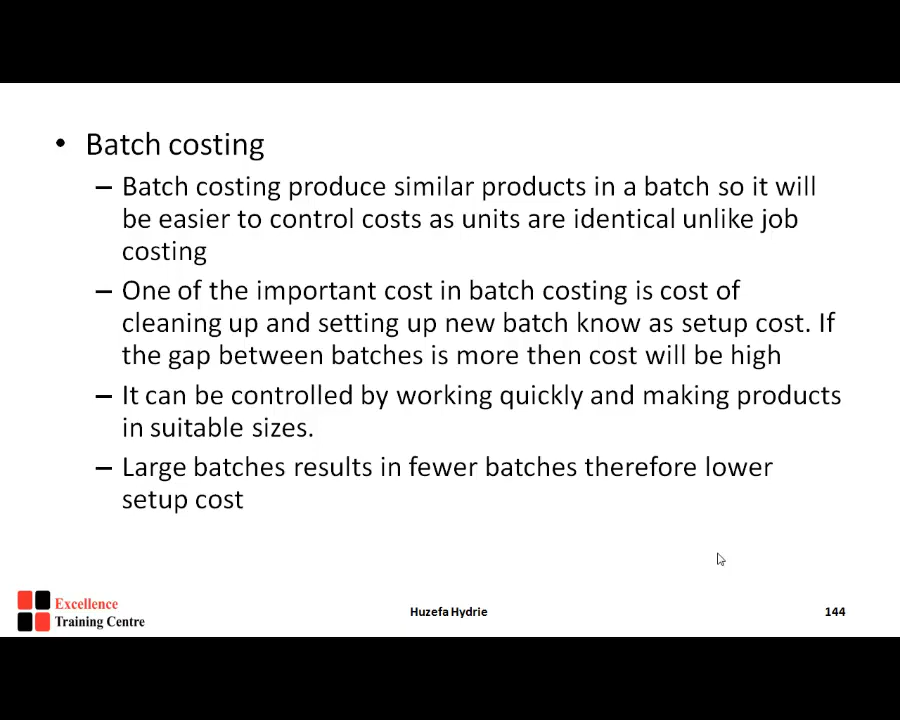 • Batch costing
– Batch costing produce similar products in a batch so it will
be easier to control costs as units are identical unlike job
costing
– One of the important cost in batch costing is cost of
cleaning up and setting up new batch know as setup cost. If
the gap between batches is more then cost will be high
– It can be controlled by working quickly and making products
in suitable sizes.
– Large batches results in fewer batches therefore lower
setup cost
Excellence
Training Centre
Huzefa Hydrie
144